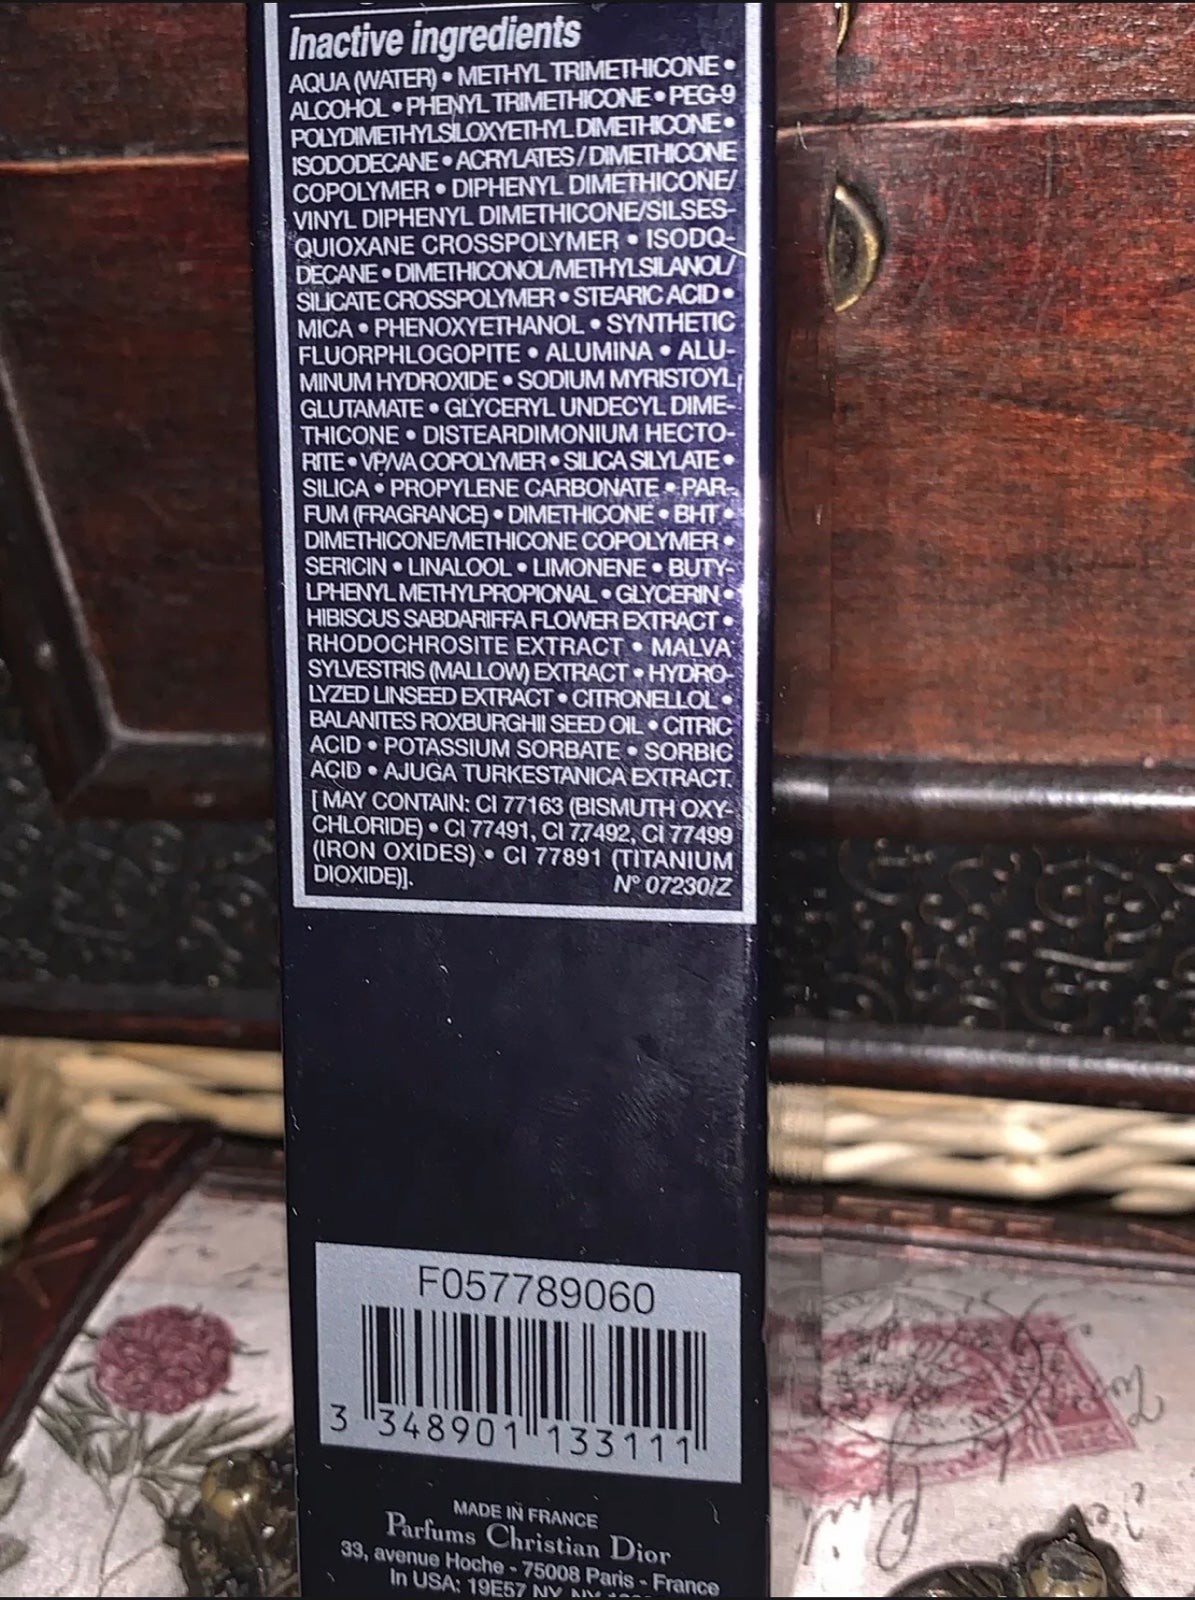 Inactive ingredients
AQUA (WATER) • METHYL TRIMETHICONE •
ALCOHOL • PHENYL TRIMETHICONE • PEG-9
POLYDIMETHYLSILOXYETHYL DIMETHICONE •
ISODODECANE • ACRYLATES / DIMETHICONE
COPOLYMER • DIPHENYL DIMETHICONE/
VINYL DIPHENYL DIMETHICONE/SILSES-
QUIOXANE CROSSPOLYMER • ISODO-
DECANE • DIMETHICONOL/METHYLSILANOL/
SILICATE CROSSPOLYMER • STEARIC ACID •
MICA • PHENOXYETHANOL • SYNTHETIC
FLUORPHLOGOPITE • ALUMINA • ALU-
MINUM HYDROXIDE • SODIUM MYRISTOYL
GLUTAMATE • GLYCERYL UNDECYL DIME-
THICONE • DISTEARDIMONIUM HECTO-
RITE • VP/VA COPOLYMER • SILICA SILYLATE •
SILICA • PROPYLENE CARBONATE • PAR-
FUM (FRAGRANCE) • DIMETHICONE • BHT •
DIMETHICONE/METHICONE COPOLYMER •
SERICIN • LINALOOL • LIMONENE • BUTY-
LPHENYL METHYLPROPIONAL • GLYCERIN •
HIBISCUS SABDARIFFA FLOWER EXTRACT •
RHODOCHROSITE EXTRACT • MALVA
SYLVESTRIS (MALLOW) EXTRACT • HYDRO-
LYZED LINSEED EXTRACT • CITRONELLOL •
BALANITES ROXBURGHII SEED OIL • CITRIC
ACID • POTASSIUM SORBATE • SORBIC
ACID • AJUGA TURKESTANICA EXTRACT.
[ MAY CONTAIN: CI 77163 (BISMUTH OXY-
CHLORIDE) • CI 77491, CI 77492, CI 77499
(IRON OXIDES) • CI 77891 (TITANIUM
DIOXIDE)].
N° 07230/Z
F057789060
3 348901 133111
MADE IN FRANCE
Parfums Christian Dior
33, avenue Hoche - 75008 Paris - France
In USA: 19E57 NY, NY